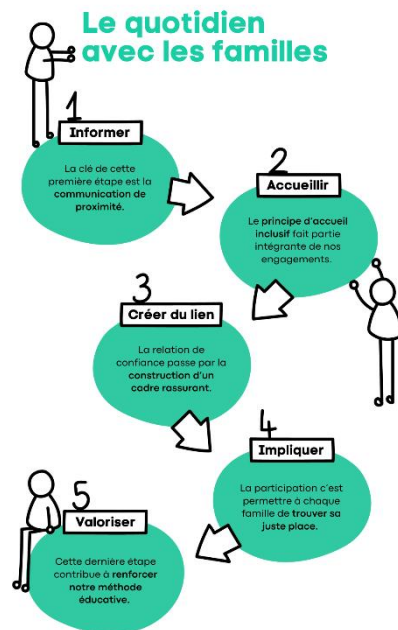 Le quotidien
avec les familles
1
Informer
La clé de cette
première étape est la
communication de
proximité.
2
Accueillir
Le principe d'accueil
inclusif fait partie
intégrante de nos
engagements.
3
Créer du lien
La relation de
confiance passe par la
construction d'un
cadre rassurant.
4
Impliquer
La participation c'est
permettre à chaque
famille de trouver sa
juste place.
5
Valoriser
Cette dernière étape
contribue à renforcer
notre méthode
éducative.